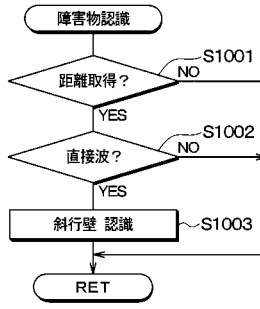 障害物認識
距離取得?
S1001
NO
YES
直接波?
S1002
NO
YES
斜行壁 認識
S1003
RET